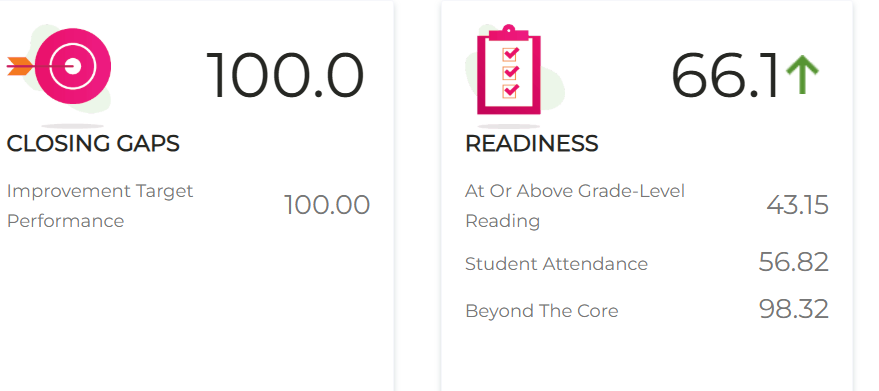 100.0
CLOSING GAPS
Improvement Target
Performance
100.00
66.1
READINESS
At Or Above Grade-Level
Reading
43.15
Student Attendance
56.82
Beyond The Core
98.32